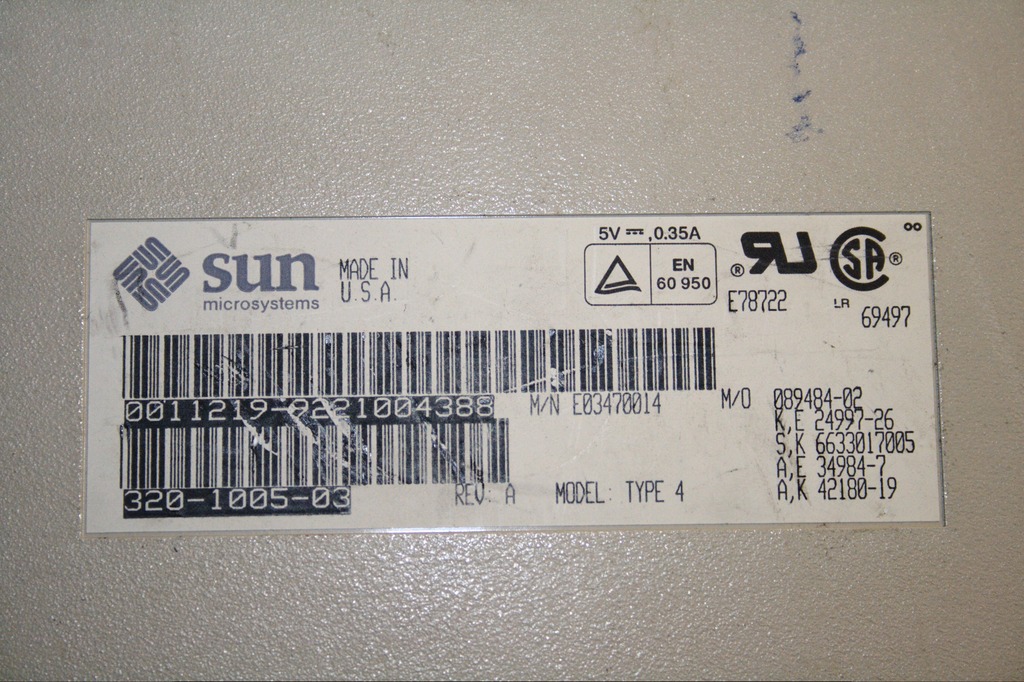 sun
microsystems
MADE IN
U.S.A.
5V ⎓, 0.35A
EN
60 950
®
E78722
SA ®
LR
69497
∞
0011219-9221004388
M/N E03470014
M/O 089484-02
K,E 24997-26
S,K 6633017005
A,E 34984-7
A,K 42180-19
320-1005-03
REV: A
MODEL: TYPE 4